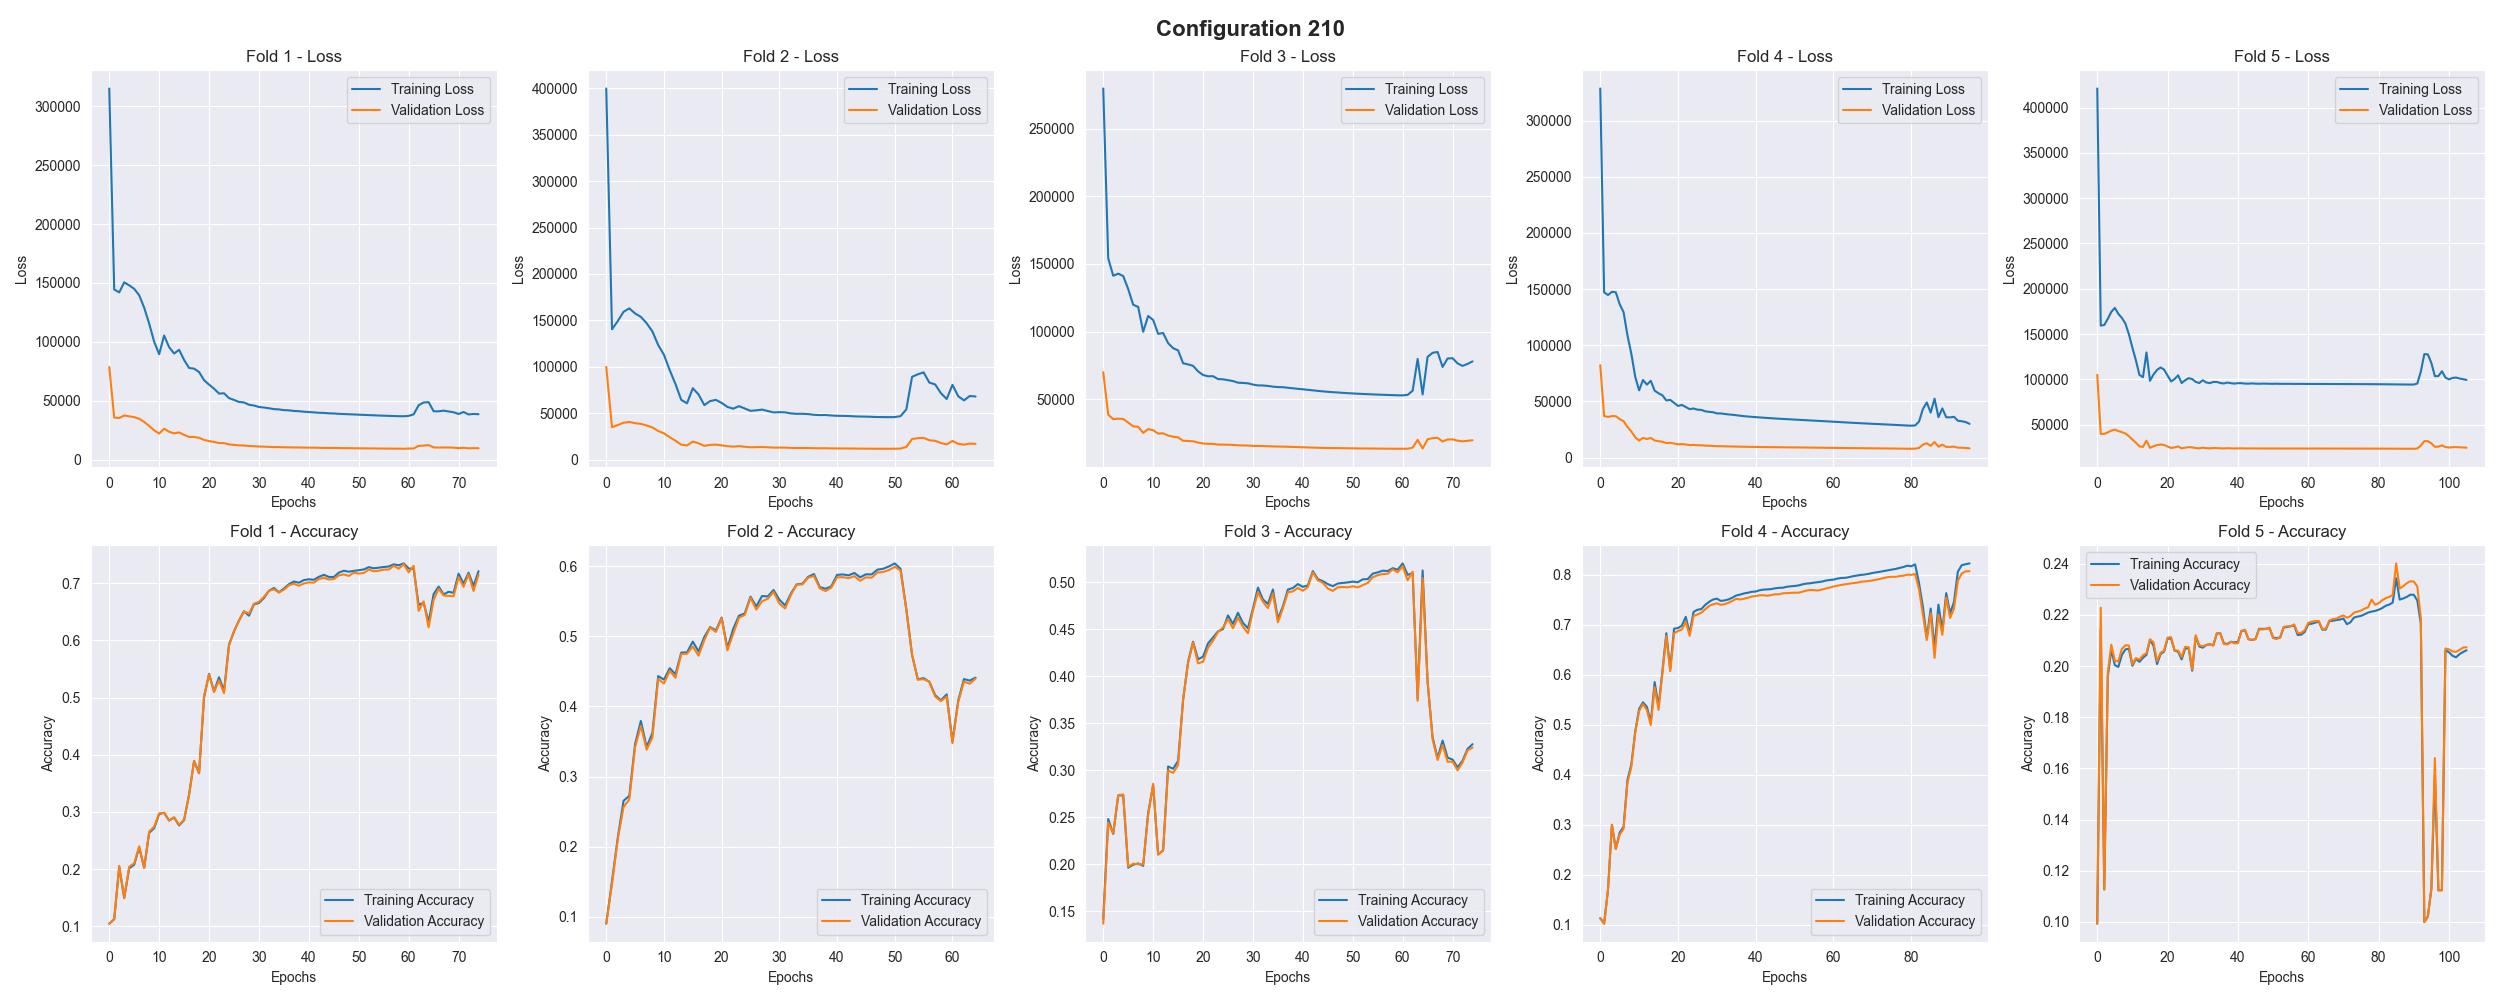 Configuration 210
Fold 1 - Loss
300000
250000
200000
150000
100000
50000
0
Loss
0 10 20 30 40 50 60 70
Epochs
Training Loss
Validation Loss
Fold 2 - Loss
400000
350000
300000
250000
200000
150000
100000
50000
0
Loss
0 10 20 30 40 50 60
Epochs
Training Loss
Validation Loss
Fold 3 - Loss
250000
200000
150000
100000
50000
Loss
0 10 20 30 40 50 60 70
Epochs
Training Loss
Validation Loss
Fold 4 - Loss
300000
250000
200000
150000
100000
50000
0
Loss
0 20 40 60 80
Epochs
Training Loss
Validation Loss
Fold 5 - Loss
400000
350000
300000
250000
200000
150000
100000
50000
Loss
0 20 40 60 80 100
Epochs
Training Loss
Validation Loss
Fold 1 - Accuracy
0.7
0.6
0.5
0.4
0.3
0.2
0.1
Accuracy
0 10 20 30 40 50 60 70
Epochs
Training Accuracy
Validation Accuracy
Fold 2 - Accuracy
0.6
0.5
0.4
0.3
0.2
0.1
Accuracy
0 10 20 30 40 50 60
Epochs
Training Accuracy
Validation Accuracy
Fold 3 - Accuracy
0.50
0.45
0.40
0.35
0.30
0.25
0.20
0.15
Accuracy
0 10 20 30 40 50 60 70
Epochs
Training Accuracy
Validation Accuracy
Fold 4 - Accuracy
0.8
0.7
0.6
0.5
0.4
0.3
0.2
0.1
Accuracy
0 20 40 60 80
Epochs
Training Accuracy
Validation Accuracy
Fold 5 - Accuracy
0.24
0.22
0.20
0.18
0.16
0.14
0.12
0.10
Accuracy
0 20 40 60 80 100
Epochs
Training Accuracy
Validation Accuracy